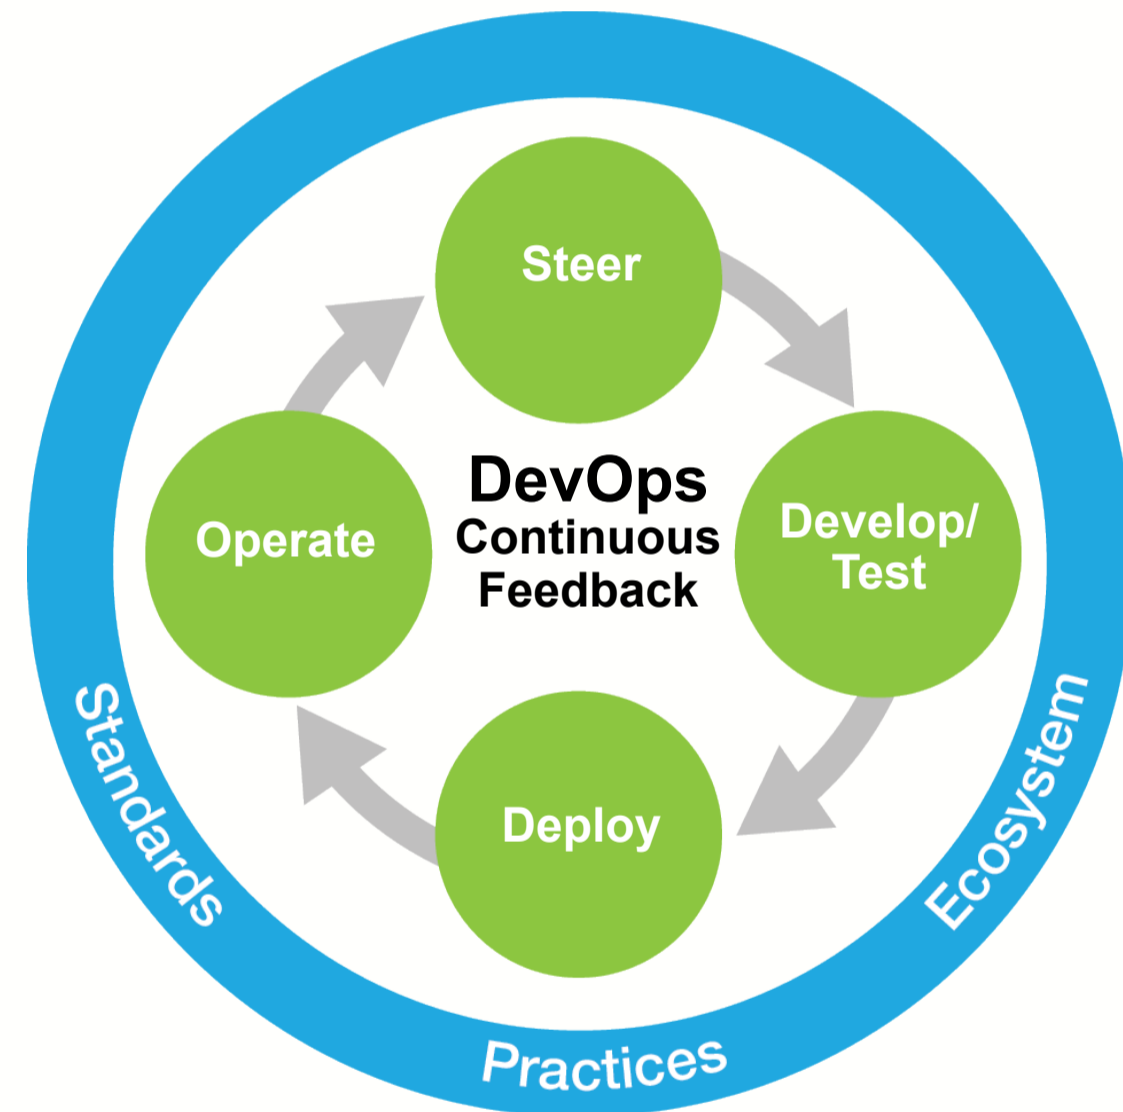 Steer
DevOps
Continuous
Feedback
Operate
Develop/
Test
Deploy
Standards
Practices
Ecosystem